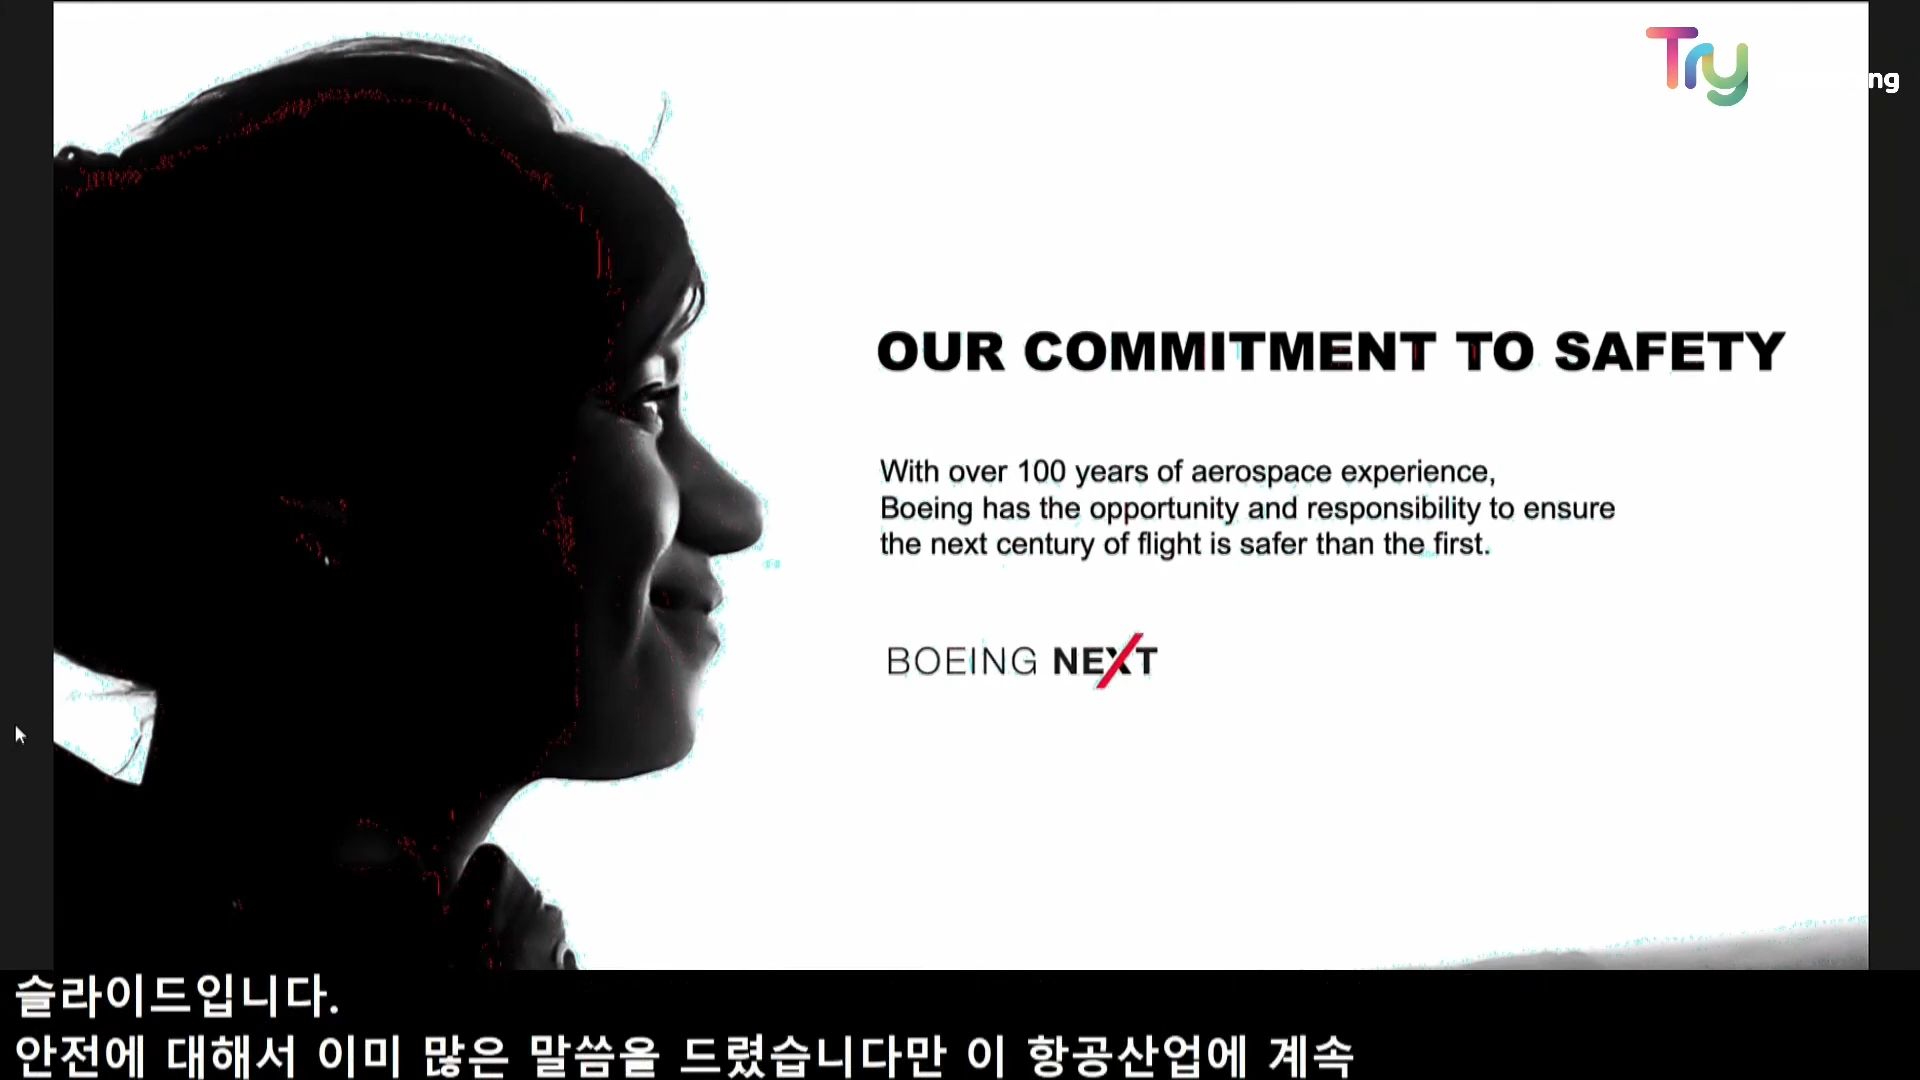 Try
ng
OUR COMMITMENT TO SAFETY
With over 100 years of aerospace experience,
Boeing has the opportunity and responsibility to ensure
the next century of flight is safer than the first.
BOEING NEXT
슬라이드입니다.
안전에 대해서 이미 많은 말씀을 드렸습니다만 이 항공산업에 계속